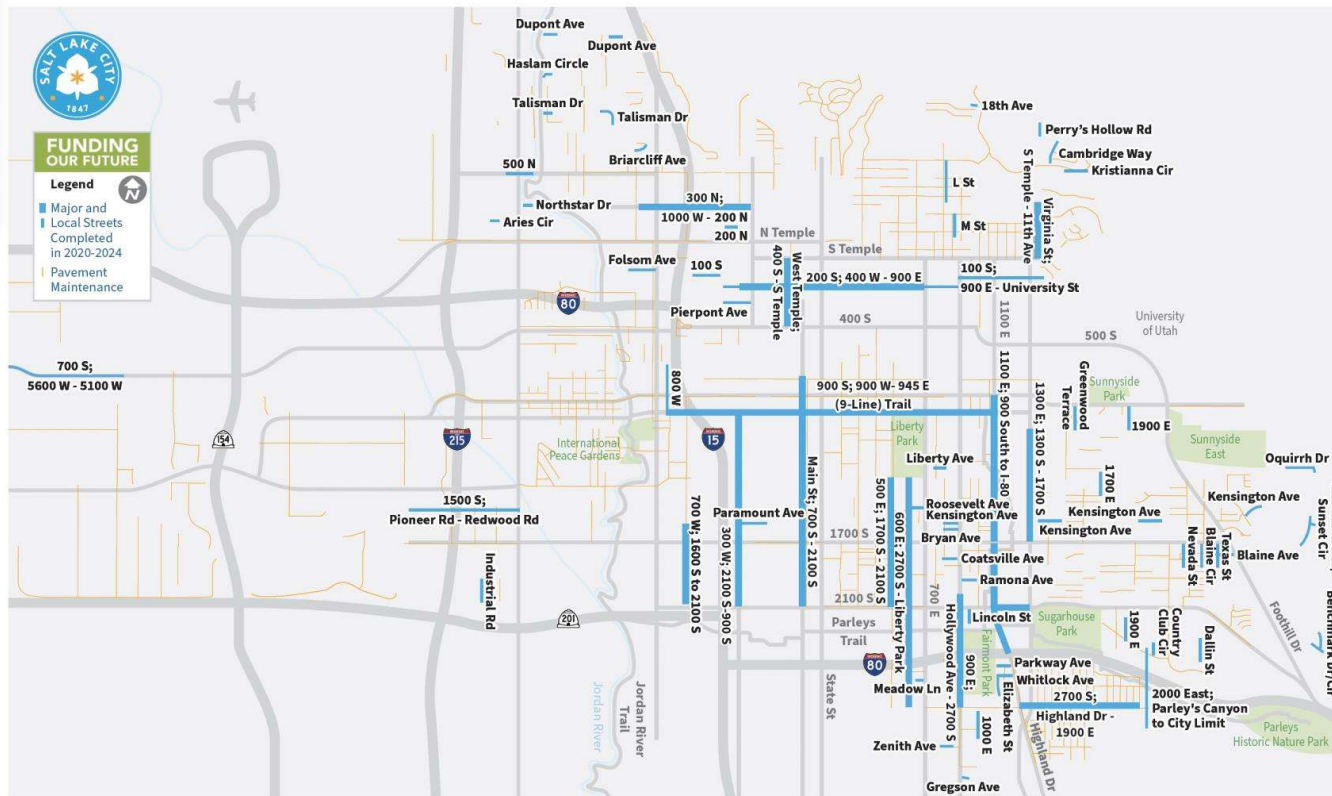 SALT LAKE CITY
1847
FUNDING
OUR FUTURE
Legend
N
Major and
Local Streets
Completed
in 2020-2024
Pavement
Maintenance
Dupont Ave
Dupont Ave
Haslam Circle
Talisman Dr
Talisman Dr
Briarcliff Ave
500 N
Northstar Dr
Aries Cir
300 N;
1000 W - 200 N
200 N
N Temple
S Temple
Folsom Ave
100 S
Pierpont Ave
West Temple;
400 S - S Temple
200 S; 400 W - 900 E
100 S;
900 E - University St
18th Ave
Perry's Hollow Rd
Cambridge Way
Kristianna Cir
L St
M St
Virginia St;
S Temple - 11th Ave
80
400 S
1100 E
University
of Utah
500 S
700 S;
5600 W - 5100 W
154
215
International
Peace Gardens
15
800 W
900 S; 900 W- 945 E
(9-Line) Trail
Liberty
Park
Liberty Ave
1100 E; 900 South to I-80
1300 E; 1300 S - 1700 S
Greenwood
Terrace
Sunnyside
Park
1900 E
Sunnyside
East
Oquirrh Dr
1700 E
Kensington Ave
Kensington Ave
Kensington Ave
Sunset Cir
Texas St
Blaine Cir
Nevada St
Blaine Ave
1500 S;
Pioneer Rd - Redwood Rd
Industrial Rd
201
700 W; 1600 S to 2100 S
300 W; 2100 S-900 S
Paramount Ave
1700 S
Main St; 700 S - 2100 S
500 E; 1700 S - 2100 S
600 E; 2700 S - Liberty Park
Roosevelt Ave
Kensington Ave
Bryan Ave
Coatsville Ave
Ramona Ave
2100 S
700 E
Lincoln St
Parleys
Trail
Sugarhouse
Park
1900 E
Country
Club Cir
Dallin St
Foothill Dr
80
Hollywood Ave - 2700 S
900 E;
Fairmont Park
Parkway Ave
Whitlock Ave
Elizabeth St
Meadow Ln
2700 S;
Highland Dr -
1900 E
2000 East;
Parley's Canyon
to City Limit
Parleys
Historic Nature Park
Jordan River
Jordan River
Trail
State St
Zenith Ave
1000 E
Highland Dr
Gregson Ave